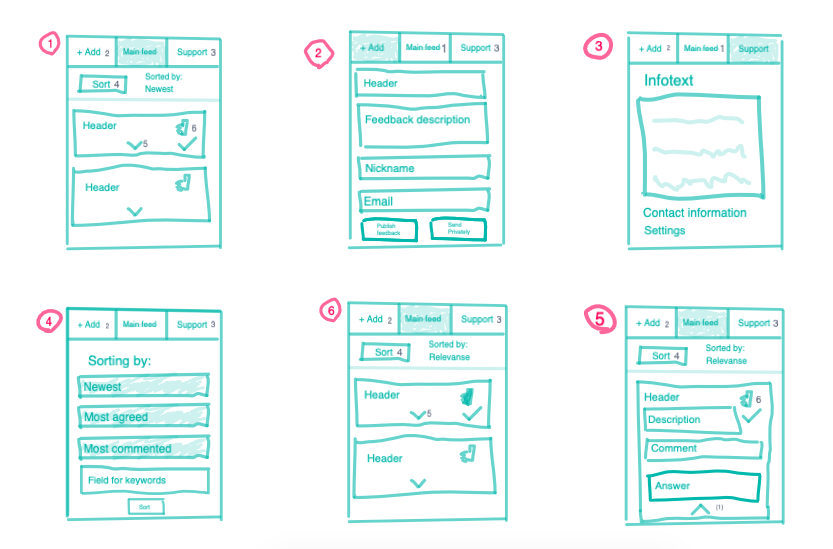 1
+ Add 2
Main feed
Support 3
Sort 4
Sorted by:
Newest
Header
6
5
Header
2
+ Add
Main feed 1
Support 3
Header
Feedback description
Nickname
Email
Publish
feedback
Send
Privately
3
+ Add 2
Main feed 1
Support
Infotext
Contact information
Settings
4
+ Add 2
Main feed
Support 3
Sorting by:
Newest
Most agreed
Most commented
Field for keywords
Sort
6
+ Add 2
Main feed
Support 3
Sort 4
Sorted by:
Relevanse
Header
5
Header
5
+ Add 2
Main feed
Support 3
Sort 4
Sorted by:
Relevanse
Header
6
Description
Comment
Answer
(1)